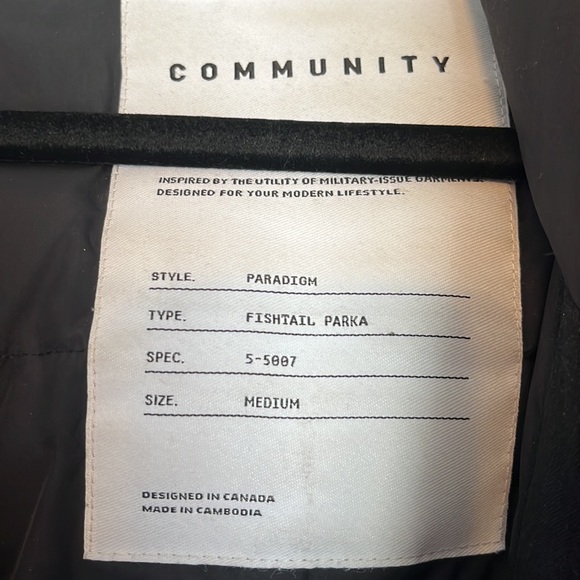 COMMUNITY
INSPIRED BY THE UTILITY OF MILITARY-ISSUE GARMENTS.
DESIGNED FOR YOUR MODERN LIFESTYLE.
STYLE. PARADIGM
TYPE. FISHTAIL PARKA
SPEC. 5-5007
SIZE. MEDIUM
DESIGNED IN CANADA
MADE IN CAMBODIA